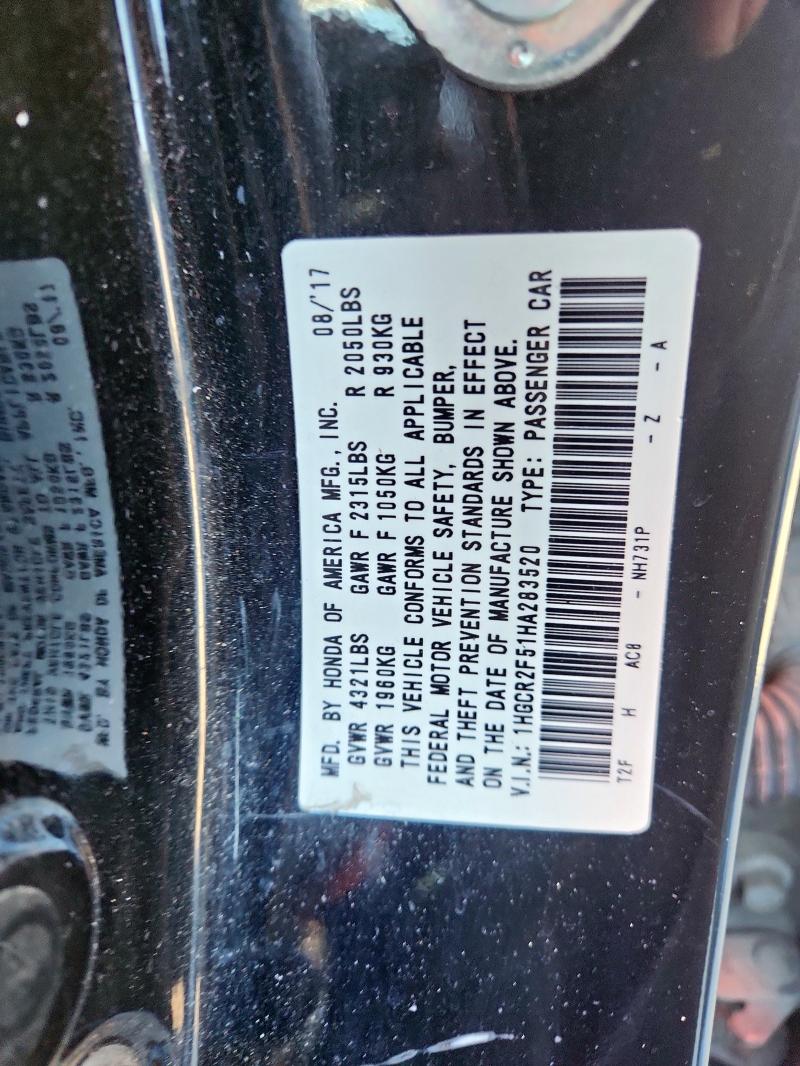 MFD. BY HONDA OF AMERICA MFG., INC. 08/'17
GVWR 4321LBS GAWR F 2315LBS R 2050LBS
GVWR 1960KG GAWR F 1050KG R 930KG
THIS VEHICLE CONFORMS TO ALL APPLICABLE
FEDERAL MOTOR VEHICLE SAFETY, BUMPER,
AND THEFT PREVENTION STANDARDS IN EFFECT
ON THE DATE OF MANUFACTURE SHOWN ABOVE.
V.I.N.: 1HGCR2F51HA283520 TYPE: PASSENGER CAR
T2F H AC0 - NH731P - Z - A